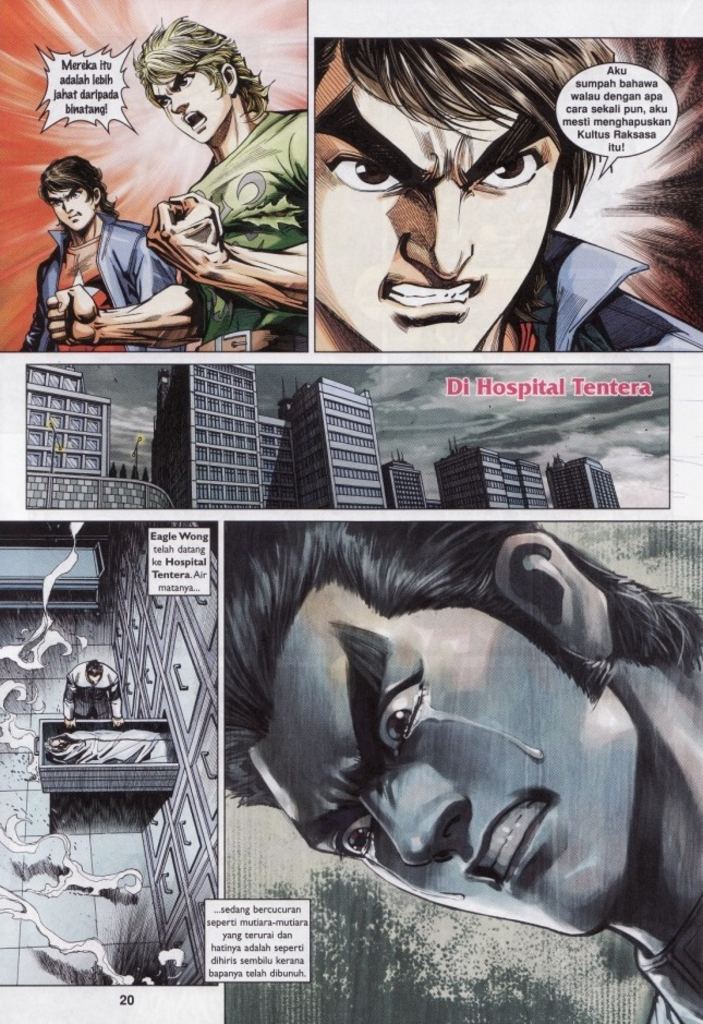 Mereka itu
adalah lebih
jahat daripada
binatang!
Aku
sumpah bahawa
walau dengan apa
cara sekali pun, aku
mesti menghapuskan
Kultus Raksasa
itu!
Di Hospital Tentera
Eagle Wong
telah datang
ke Hospital
Tentera. Air
matanya...
...sedang bercucuran
seperti mutiara-mutiara
yang terurai dan
hatinya adalah seperti
dihiris sembilu kerana
bapanya telah dibunuh.
20